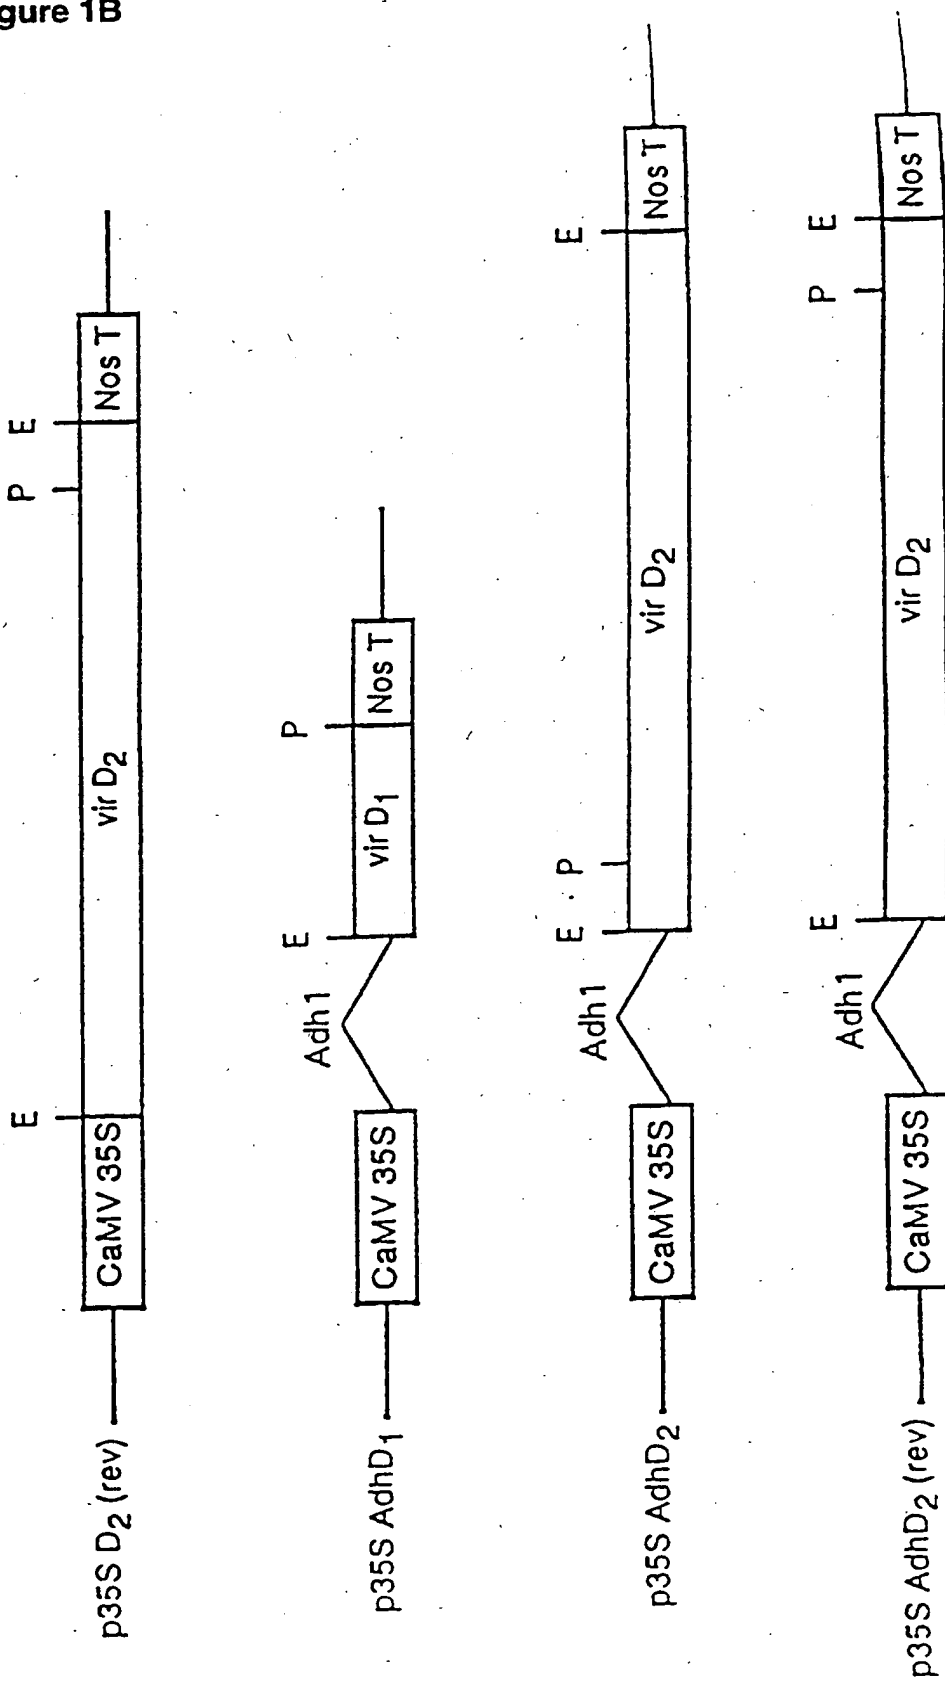 gure 1B
E P E
p35S D2 (rev) CaMV 35S vir D2 Nos T
Adh1 E P
p35S AdhD1 CaMV 35S vir D1 Nos T
Adh1 E P E
p35S AdhD2 CaMV 35S vir D2 Nos T
Adh1 E P E
p35S AdhD2 (rev) CaMV 35S vir D2 Nos T